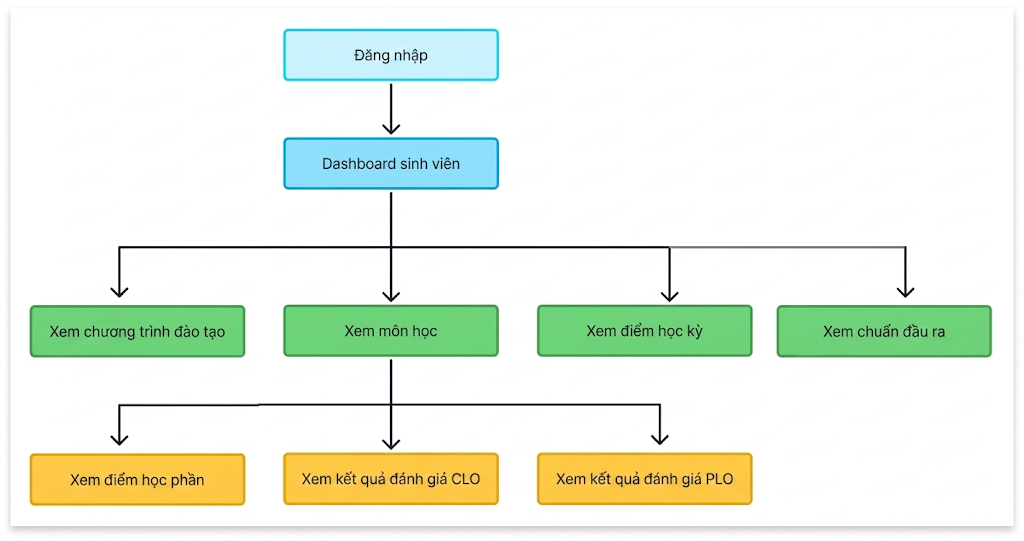 Đăng nhập
Dashboard sinh viên
Xem chương trình đào tạo
Xem môn học
Xem điểm học kỳ
Xem chuẩn đầu ra
Xem điểm học phần
Xem kết quả đánh giá CLO
Xem kết quả đánh giá PLO